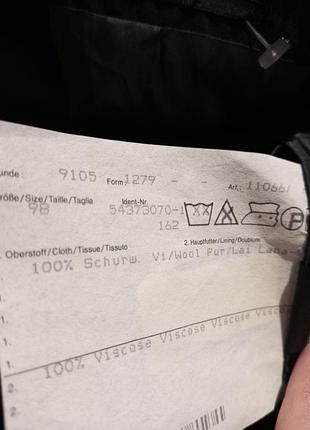 unde: 9105 Form: 1279 - - Art.: 11066/
röße/Size/Taille/Taglia Ident-Nr.
98 54373070-1
162
. Oberstoff/Cloth/Tissue/Tissuto 2. Hauptfutter/Lining/Doublure
100% Schurw. Vi/Wool Pur/Lai Lana-
1.
1.
1.
1.
2. 100% Viscose Viscose Viscose Visco
2.